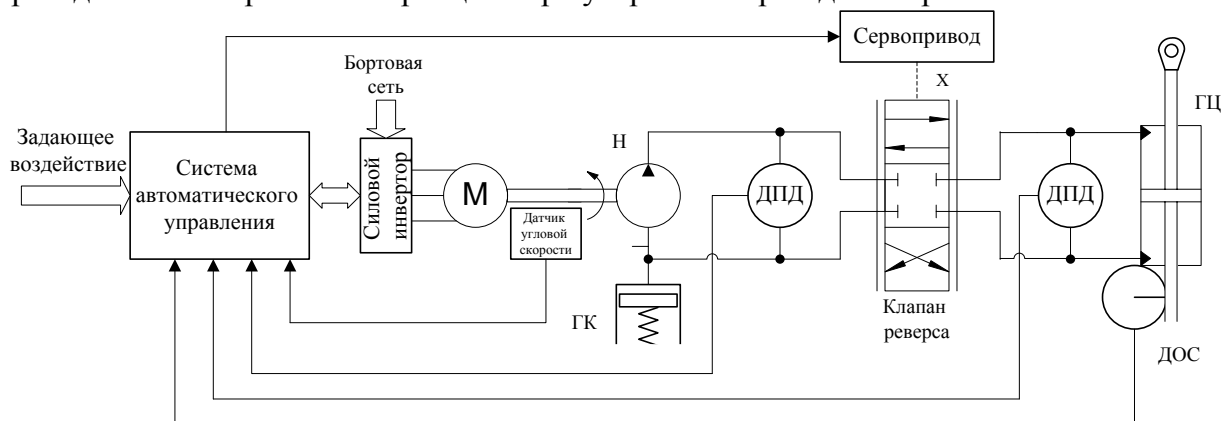 Сервопривод
Бортовая
сеть
X
ГЦ
Задающее
воздействие
Система
автоматического
управления
Силовой
инвертор
М
Н
Датчик
угловой
скорости
ДПД
ДПД
ГК
Клапан
реверса
ДОС